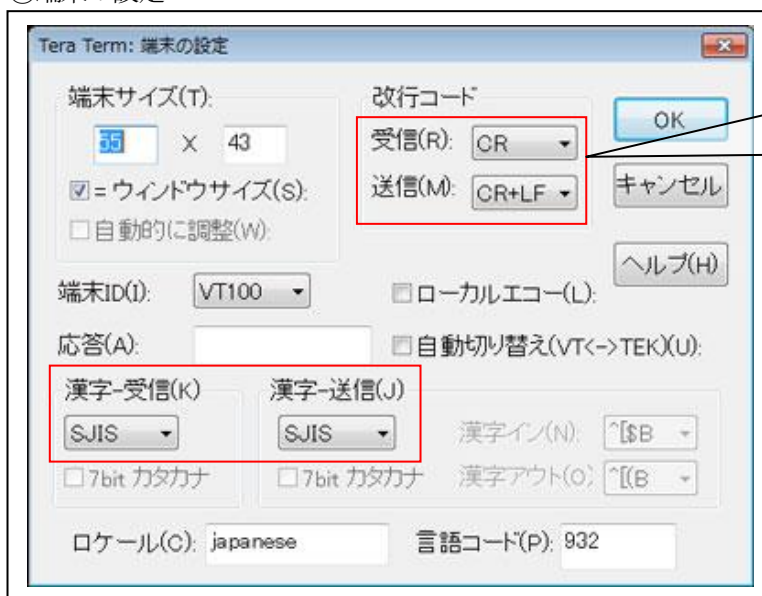 Tera Term: 端末の設定
端末サイズ(T):
55 X 43
☑=ウィンドウサイズ(S):
□自動的に調整(W):
改行コード
受信(R): CR
送信(M): CR+LF
OK
キャンセル
ヘルプ(H)
端末ID(I): VT100
□ローカルエコー(L):
応答(A):
□自動切り替え(VT<->TEK)(U):
漢字-受信(K)
SJIS
□7bit カタカナ
漢字-送信(J)
SJIS
□7bit カタカナ
漢字イン(N): ^[$B
漢字アウト(O): ^[(B
ロケール(C): japanese
言語コード(P): 932